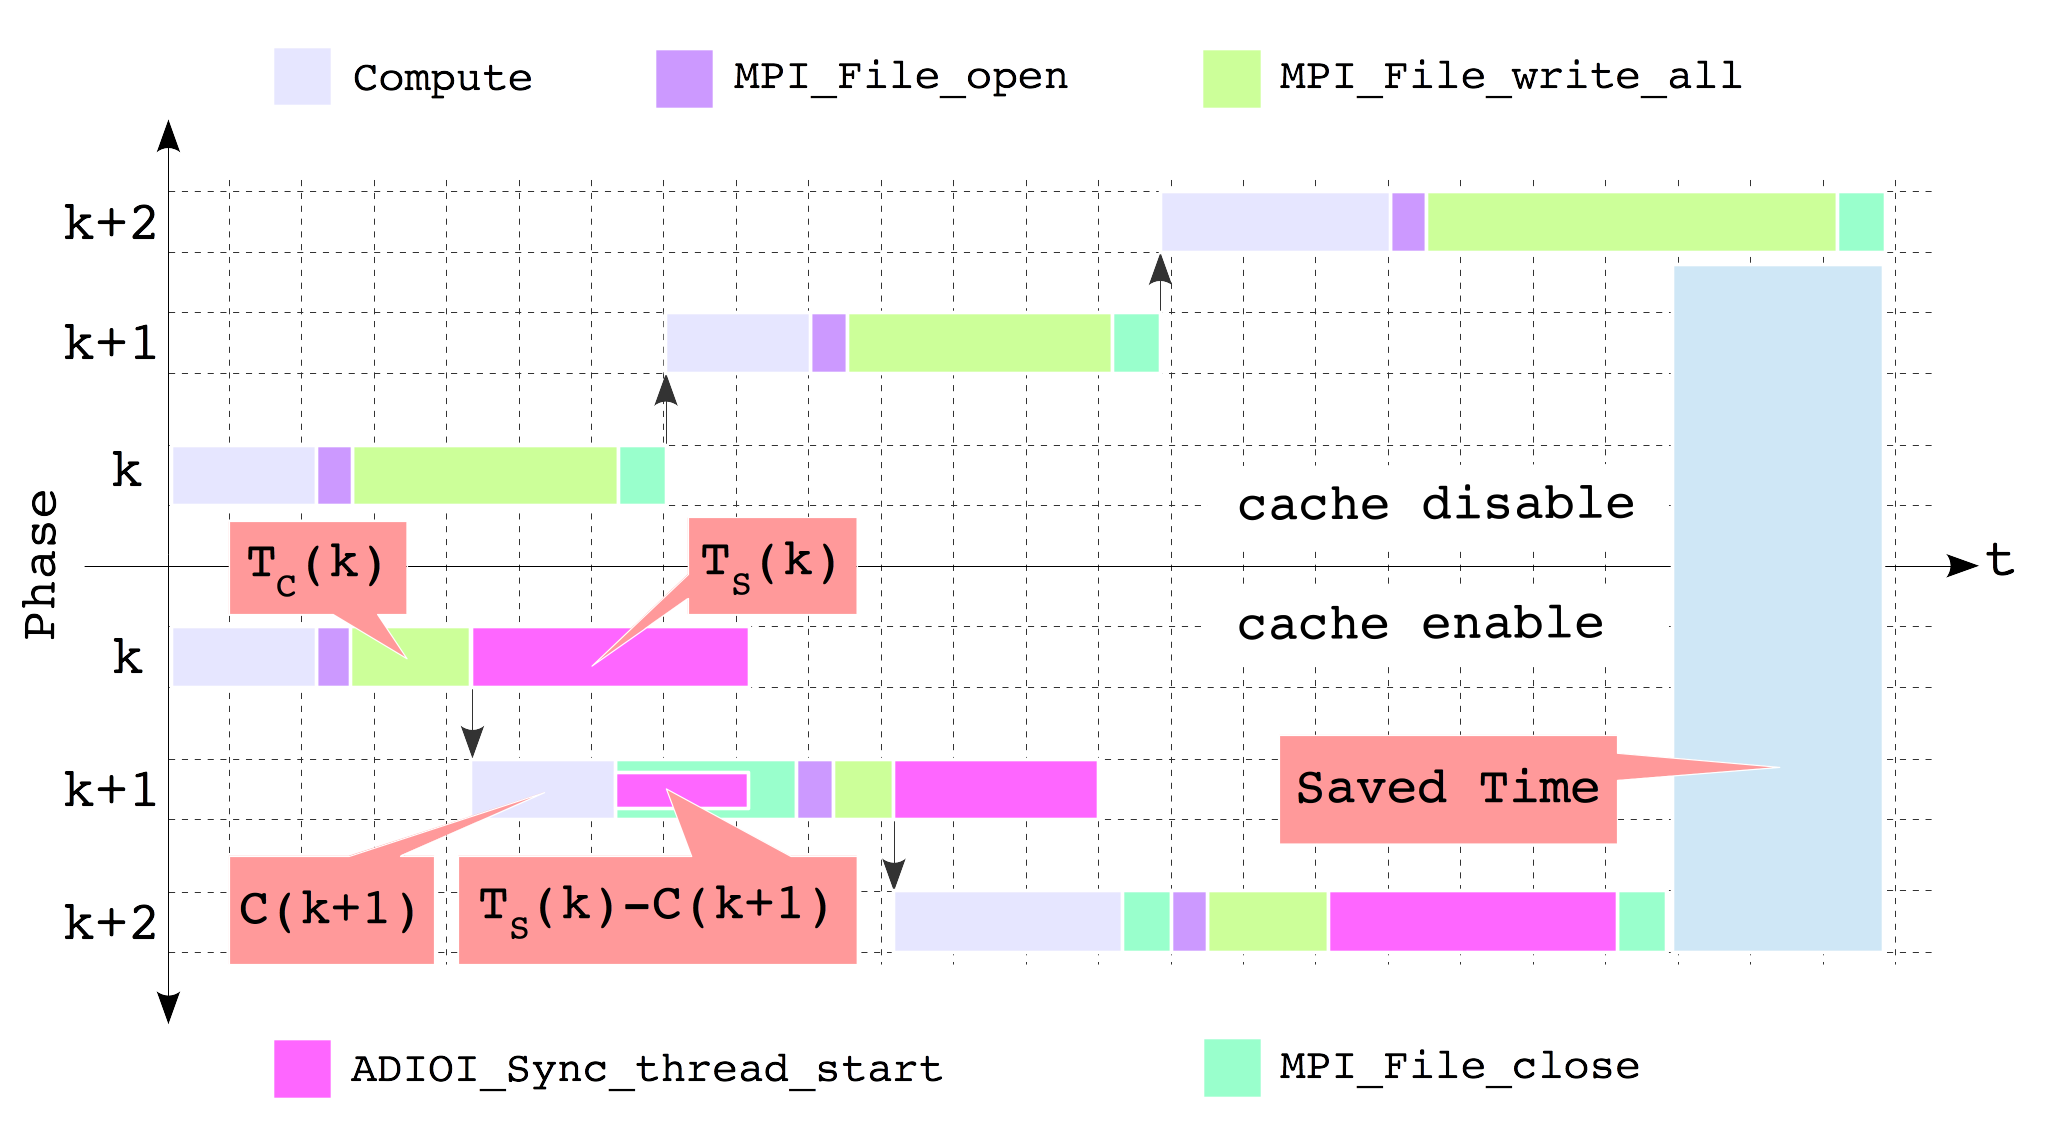 Compute MPI_File_open MPI_File_write_all
k+2
k+1
k
cache disable
T_C(k) T_S(k)
Phase
t
cache enable
k
k+1
Saved Time
C(k+1) T_S(k)-C(k+1)
k+2
ADIOI_Sync_thread_start MPI_File_close